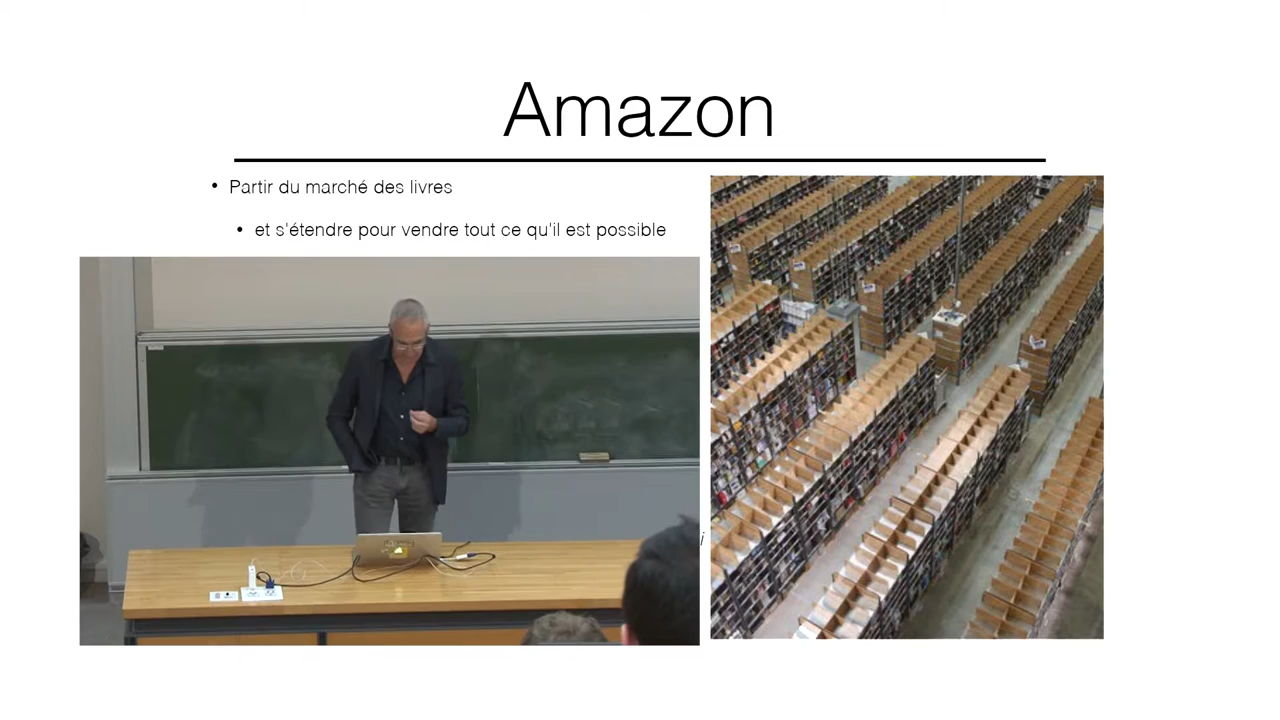 Amazon
• Partir du marché des livres
• et s'étendre pour vendre tout ce qu'il est possible
i